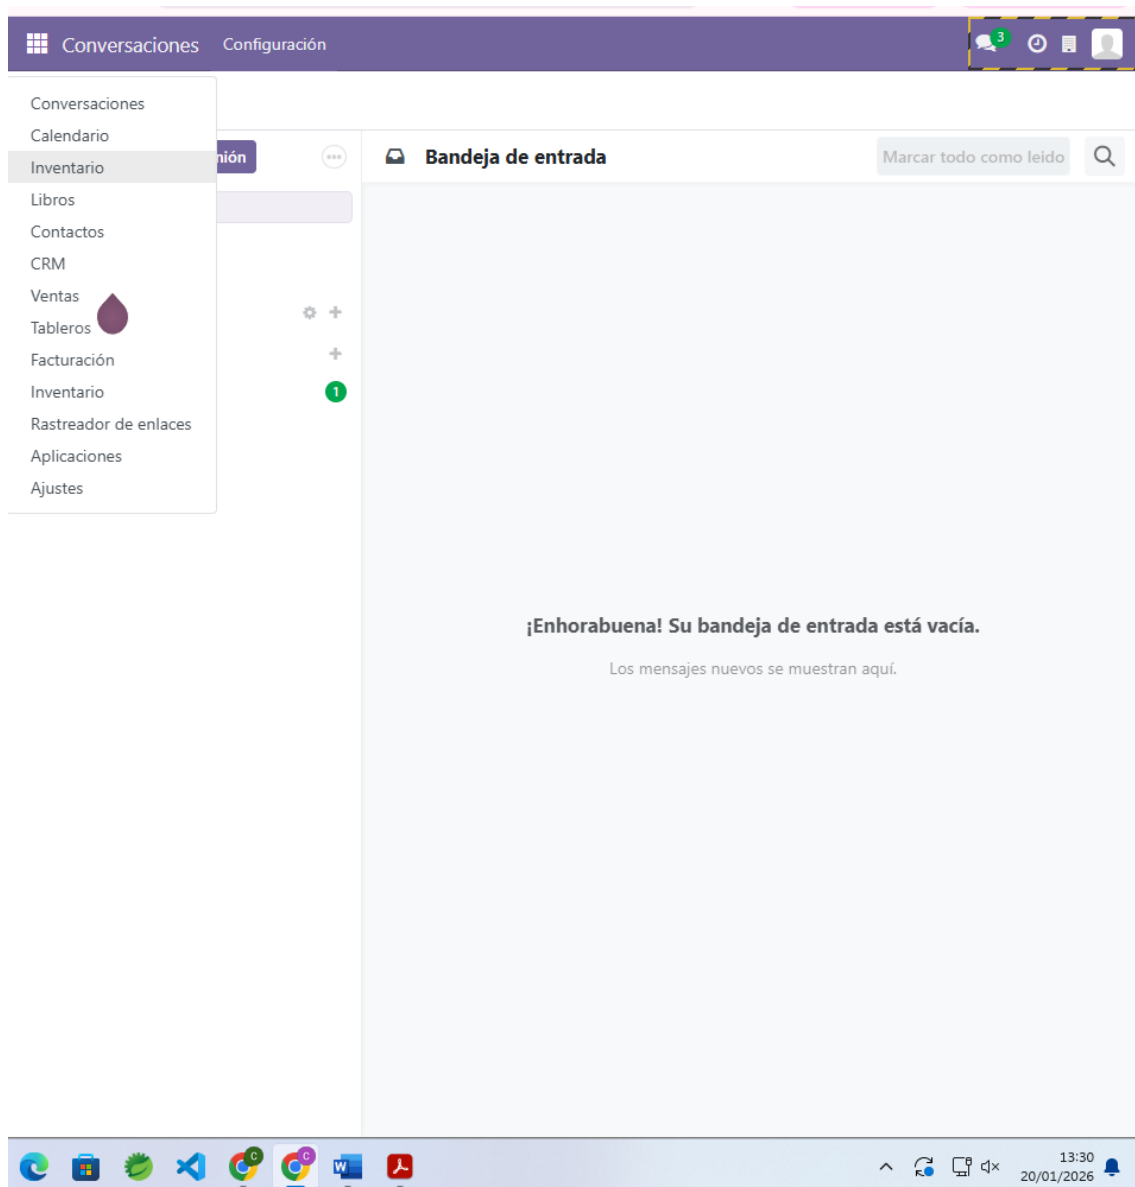 Conversaciones Configuración 3
Conversaciones
Calendario
Inventario
Libros
Contactos
CRM
Ventas
Tableros
Facturación
Inventario
Rastreador de enlaces
Aplicaciones
Ajustes
nión
1
Bandeja de entrada Marcar todo como leido
¡Enhorabuena! Su bandeja de entrada está vacía.
Los mensajes nuevos se muestran aquí.
C C W
13:30
20/01/2026